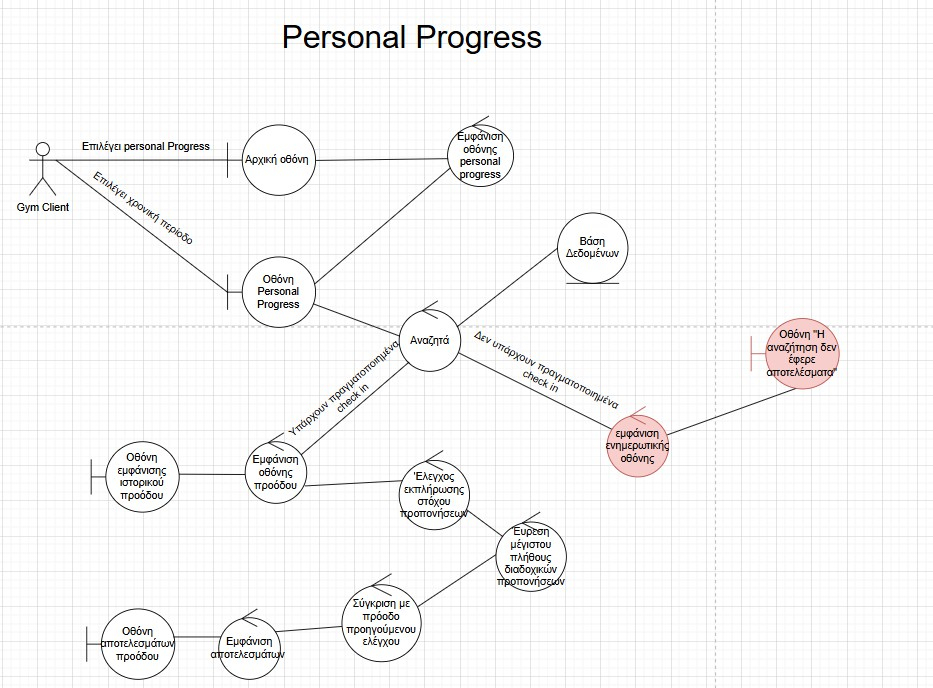 Personal Progress
Επιλέγει personal Progress
Αρχική οθόνη
Εμφάνιση
οθόνης
personal
progress
Gym Client
Επιλέγει χρονική περίοδο
Βάση
Δεδομένων
Οθόνη
Personal
Progress
Αναζητά
Δεν υπάρχουν πραγματοποιημένα
check in
Οθόνη "Η
αναζήτηση δεν
έφερε
αποτελέσματα"
Υπάρχουν πραγματοποιημένα
check in
εμφάνιση
ενημερωτικής
οθόνης
Οθόνη
εμφάνισης
ιστορικού
προόδου
Εμφάνιση
οθόνης
προόδου
'Ελεγχος
εκπλήρωσης
στόχου
προπονήσεων
'Ευρεση
μέγιστου
πλήθους
διαδοχικών
προπονήσεων
Σύγκριση με
πρόοδο
προηγούμενου
ελέγχου
Εμφάνιση
αποτελεσμάτων
Οθόνη
αποτελεσμάτων
προόδου